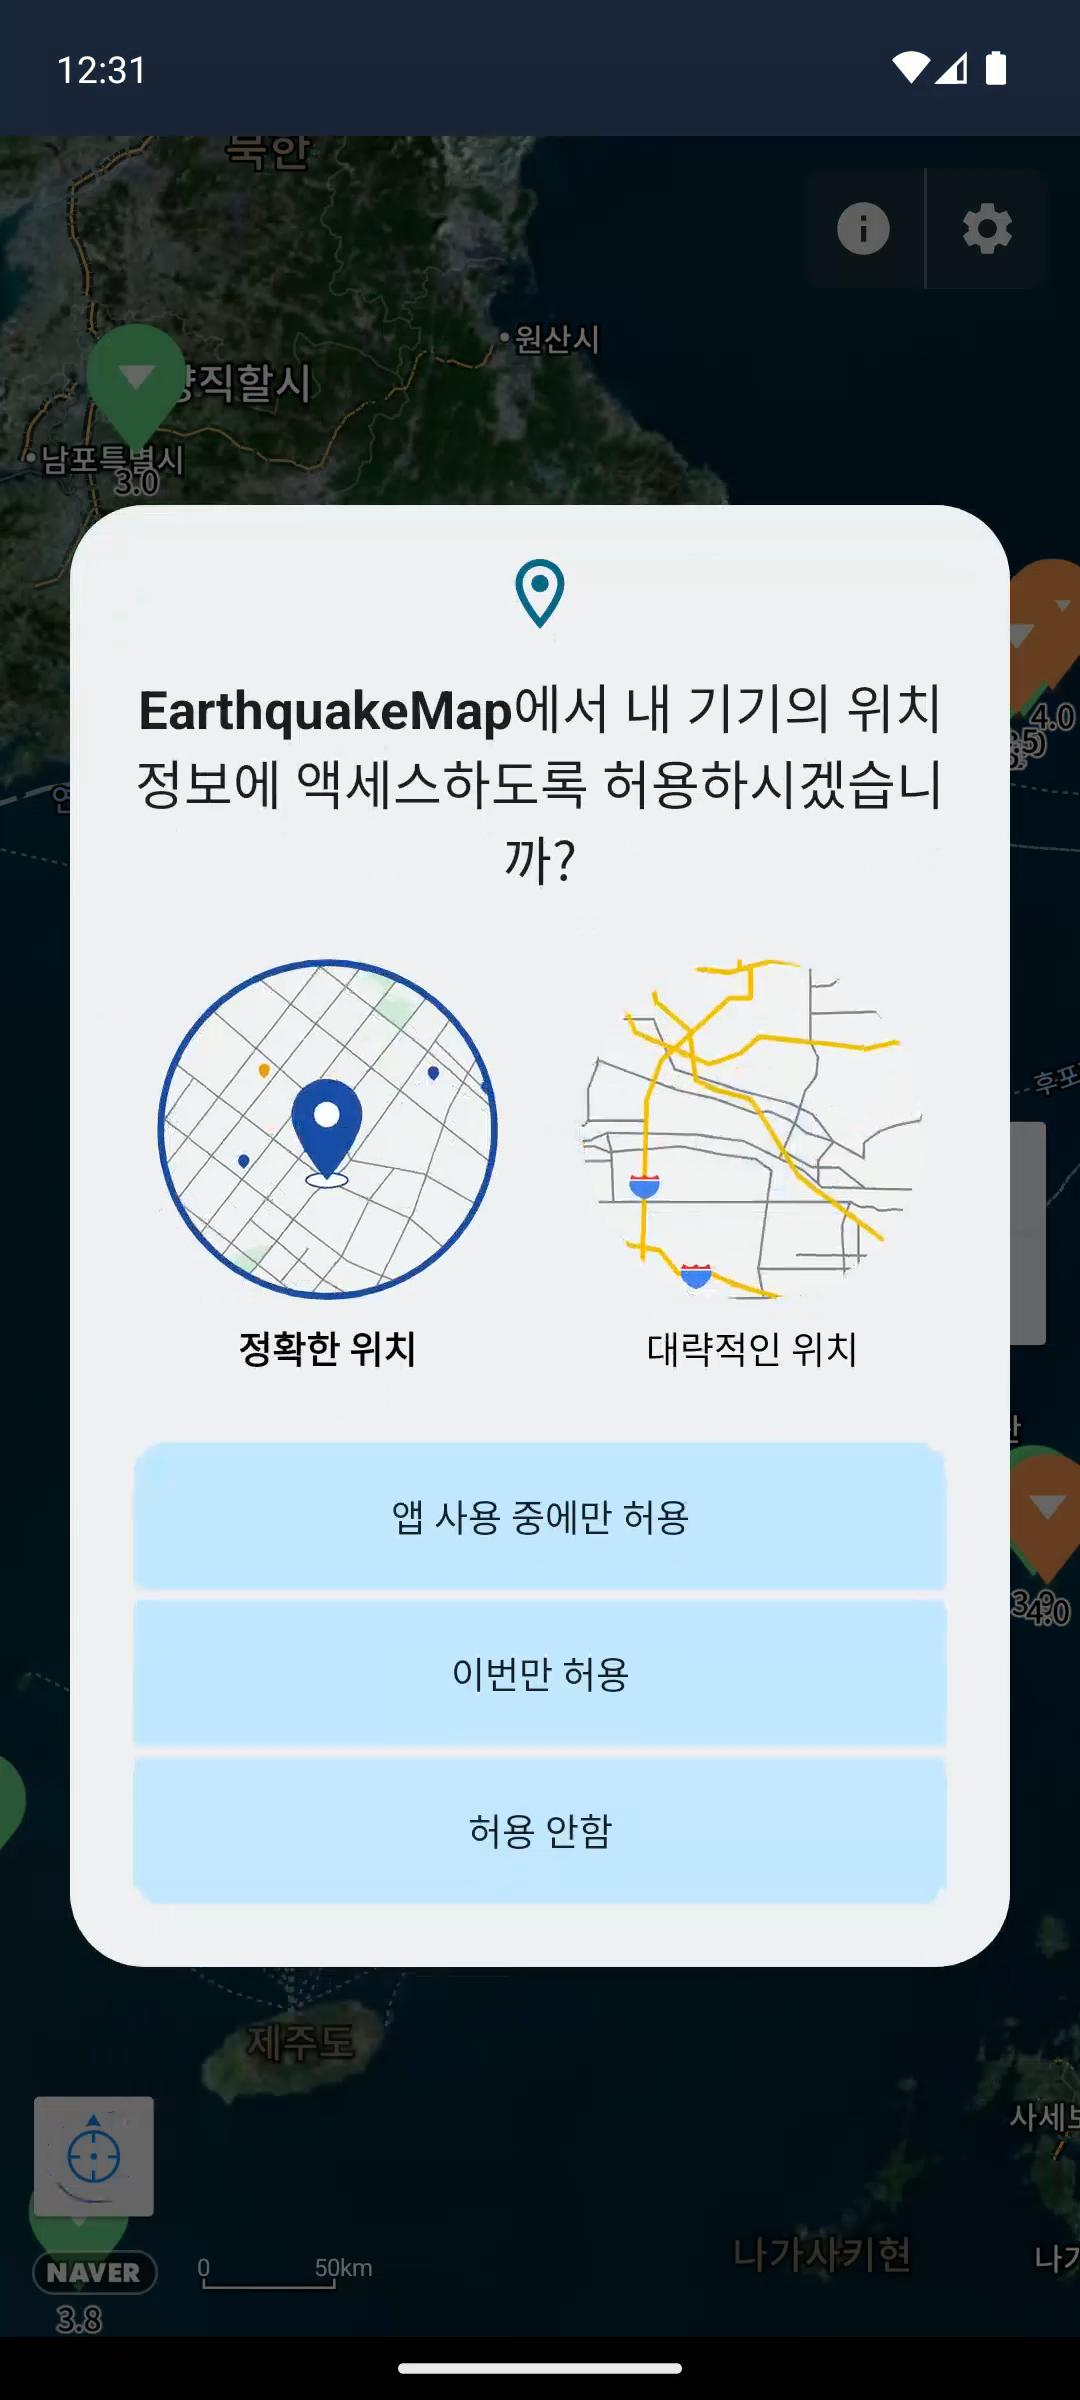 12:31
북한
원산시
직할시
남포특별시
3.0
EarthquakeMap에서 내 기기의 위치
정보에 액세스하도록 허용하시겠습니
까?
4.0
정확한 위치
대략적인 위치
앱 사용 중에만 허용
이번만 허용
4.0
허용 안함
제주도
나가사키현
NAVER
0
50km
3.8